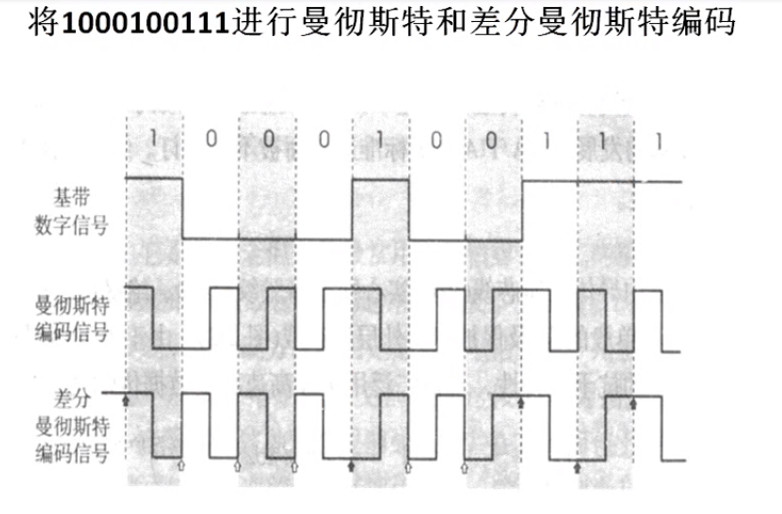 将1000100111进行曼彻斯特和差分曼彻斯特编码
1 0 0 0 1 0 0 1 1 1
基带
数字信号
曼彻斯特
编码信号
差分
曼彻斯特
编码信号